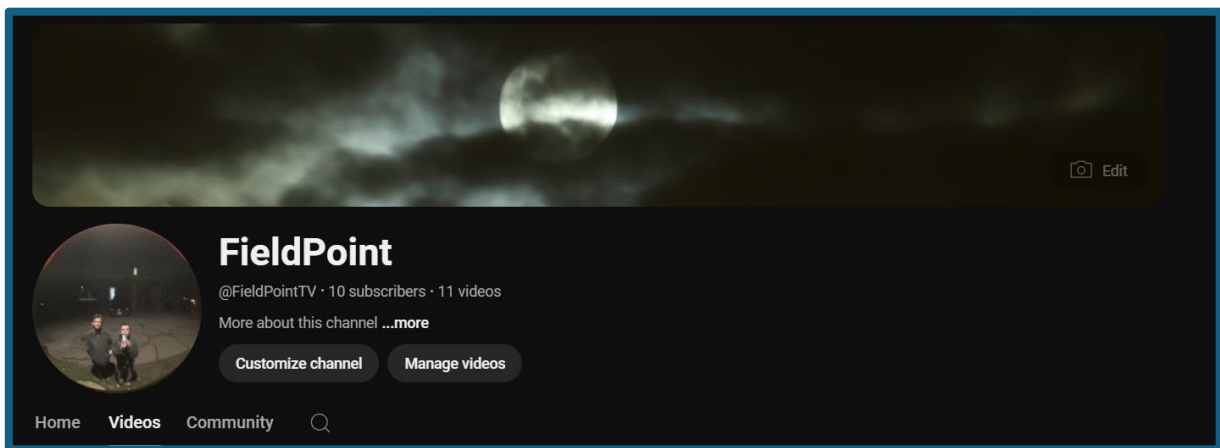 Edit
FieldPoint
@FieldPointTV · 10 subscribers · 11 videos
More about this channel ...more
Customize channel Manage videos
Home Videos Community